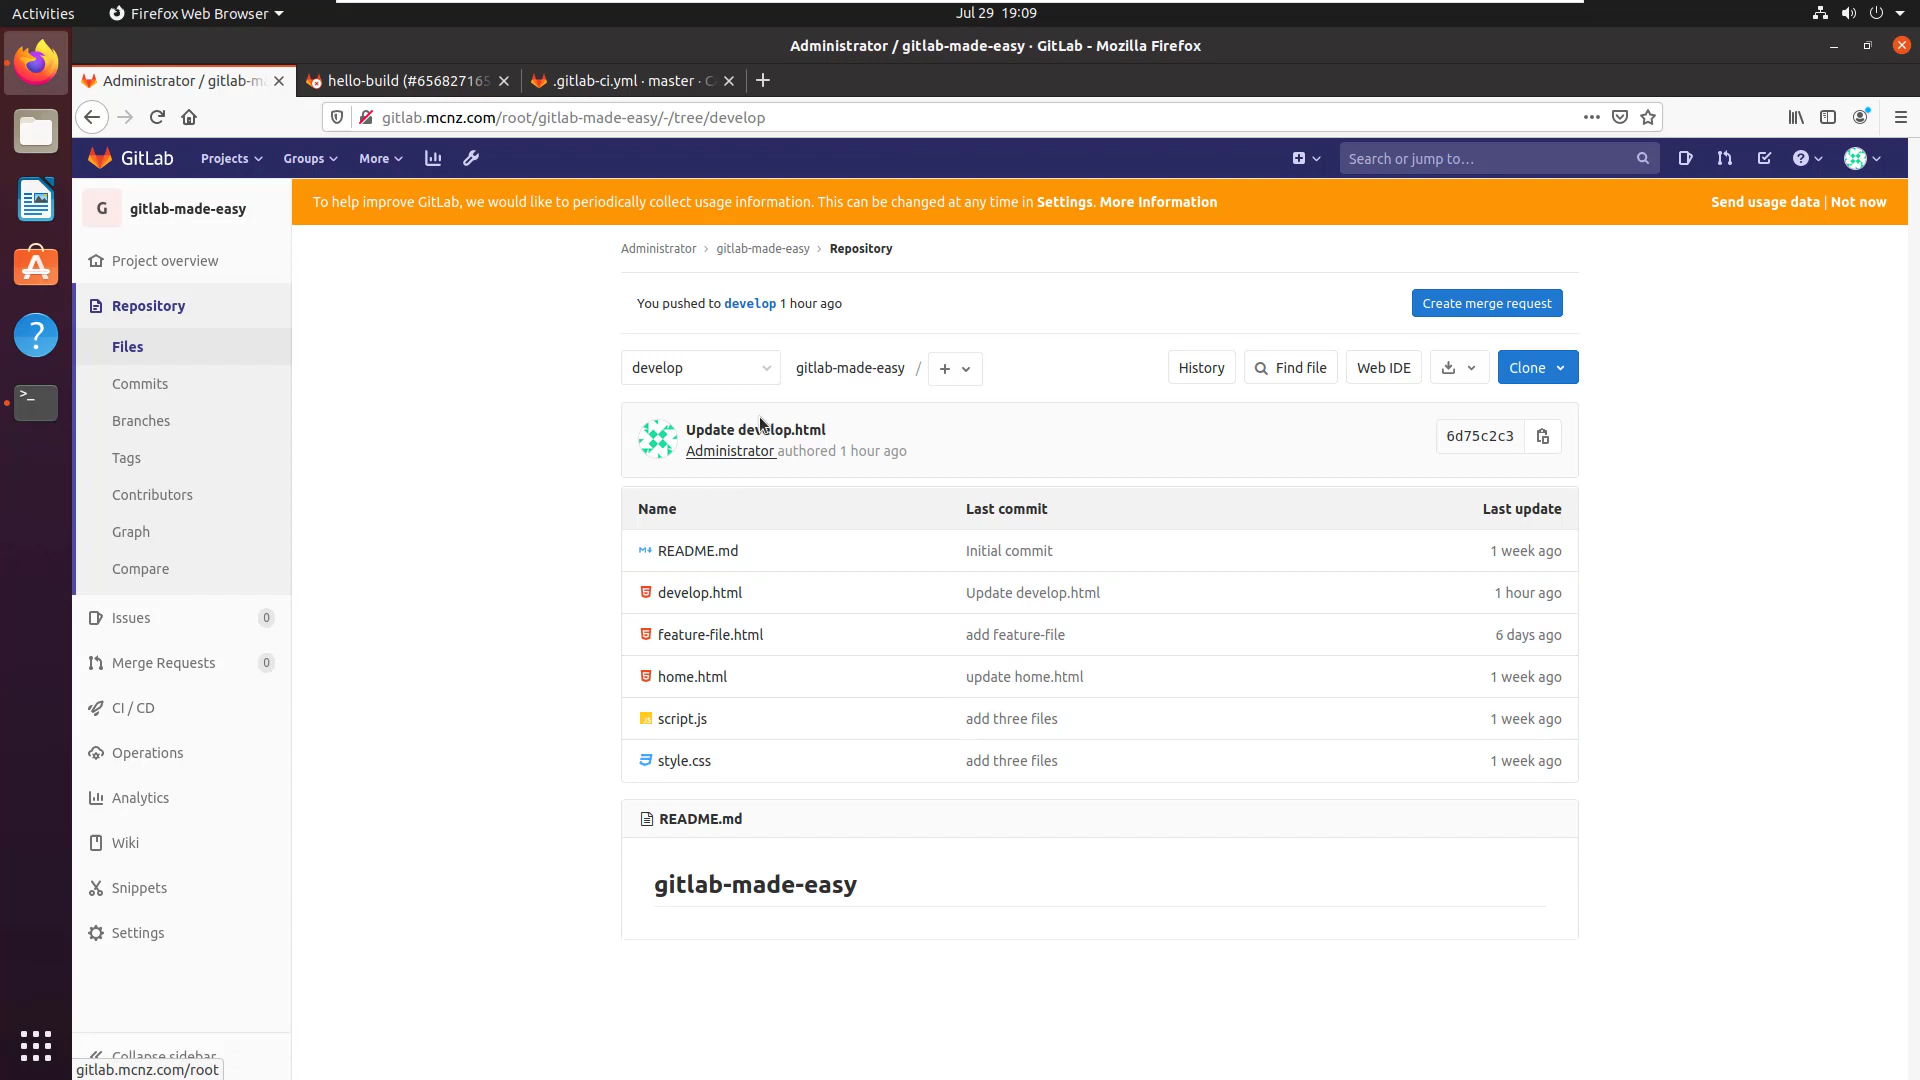 Activities
Firefox Web Browser
Jul 29 19:09
Administrator / gitlab-made-easy · GitLab - Mozilla Firefox
Administrator / gitlab-m
hello-build (#656827165
.gitlab-ci.yml · master · C
gitlab.mcnz.com/root/gitlab-made-easy/-/tree/develop
GitLab
Projects
Groups
More
Search or jump to…
G
gitlab-made-easy
To help improve GitLab, we would like to periodically collect usage information. This can be changed at any time in Settings. More Information
Send usage data | Not now
Project overview
Repository
Files
Commits
Branches
Tags
Contributors
Graph
Compare
Issues 0
Merge Requests 0
CI / CD
Operations
Analytics
Wiki
Snippets
Settings
Collapse sidebar
gitlab.mcnz.com/root
Administrator › gitlab-made-easy › Repository
You pushed to develop 1 hour ago
Create merge request
develop
gitlab-made-easy /
+
History
Find file
Web IDE
Clone
Update develop.html
Administrator authored 1 hour ago
6d75c2c3
Name Last commit Last update
README.md Initial commit 1 week ago
develop.html Update develop.html 1 hour ago
feature-file.html add feature-file 6 days ago
home.html update home.html 1 week ago
script.js add three files 1 week ago
style.css add three files 1 week ago
README.md
gitlab-made-easy